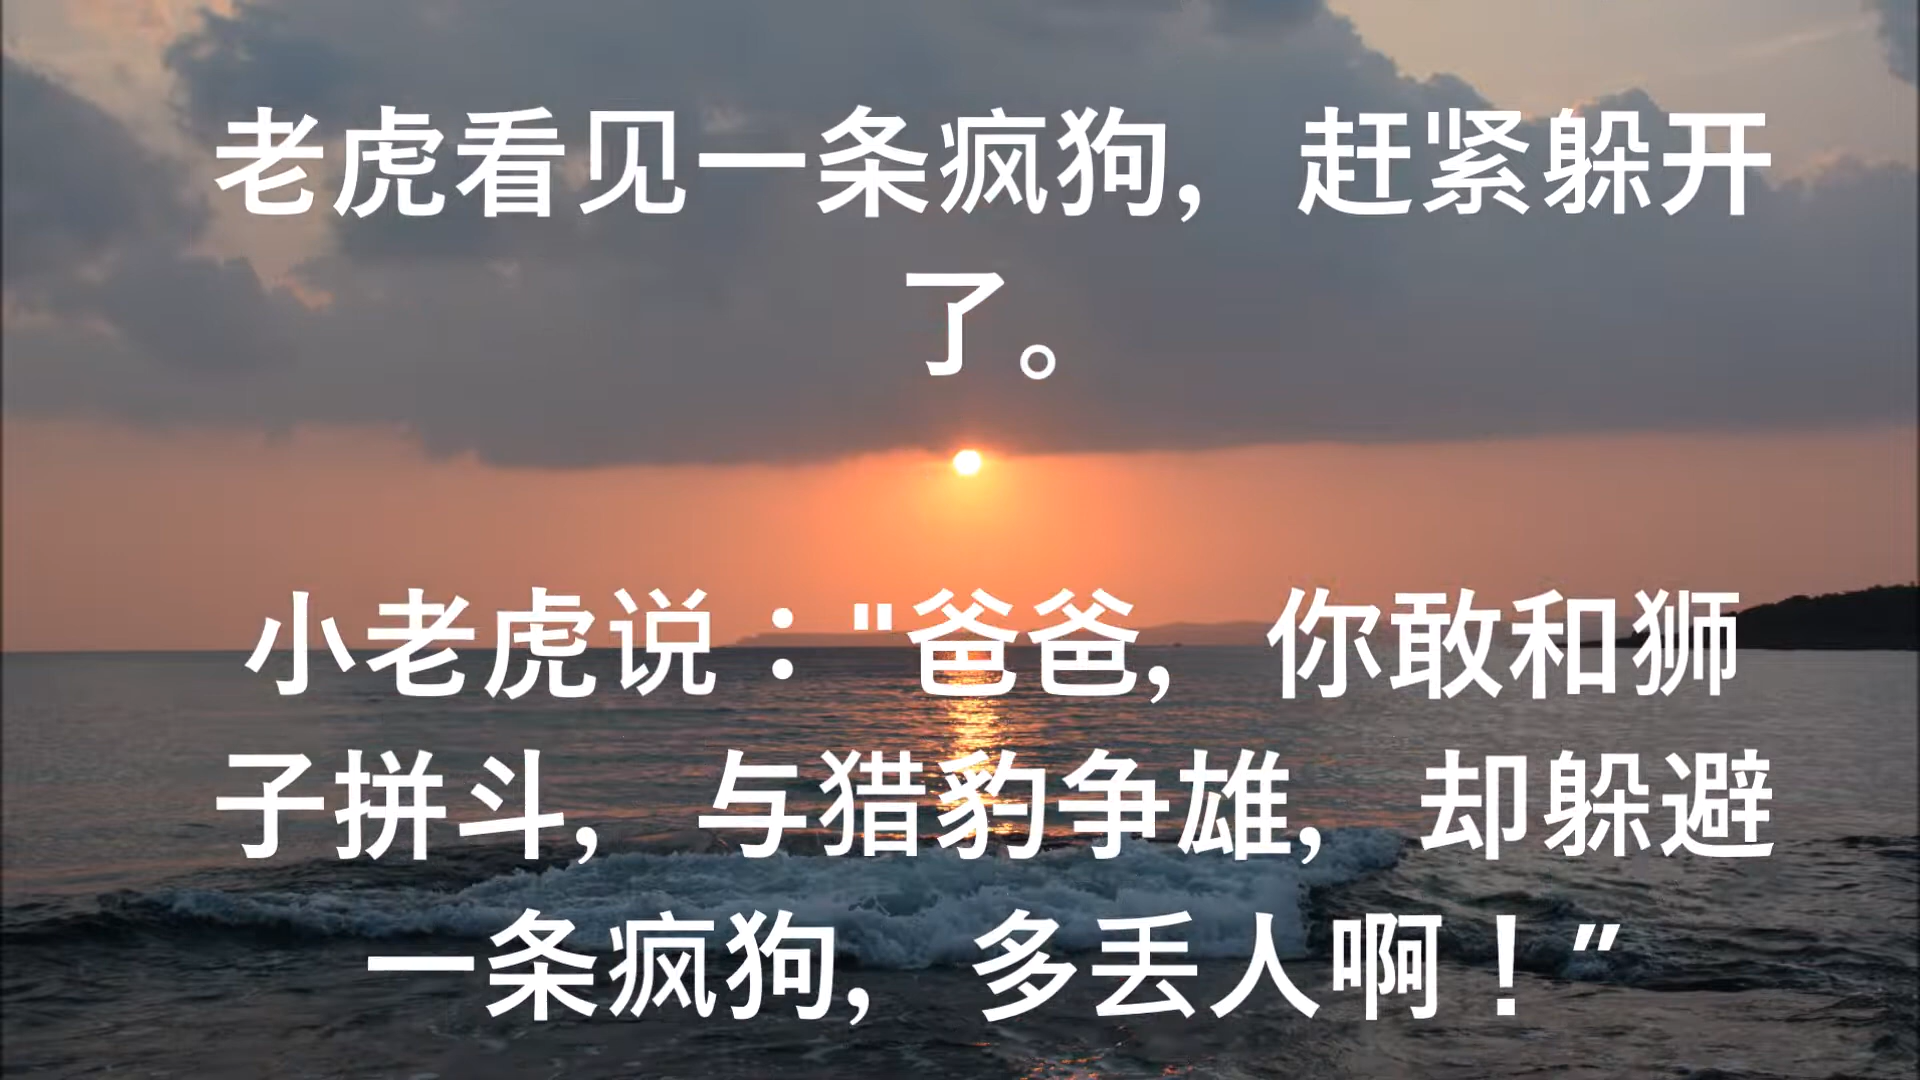 老虎看见一条疯狗，赶紧躲开
了。
小老虎说："爸爸，你敢和狮
子拼斗，与猎豹争雄，却躲避
一条疯狗，多丢人啊！”